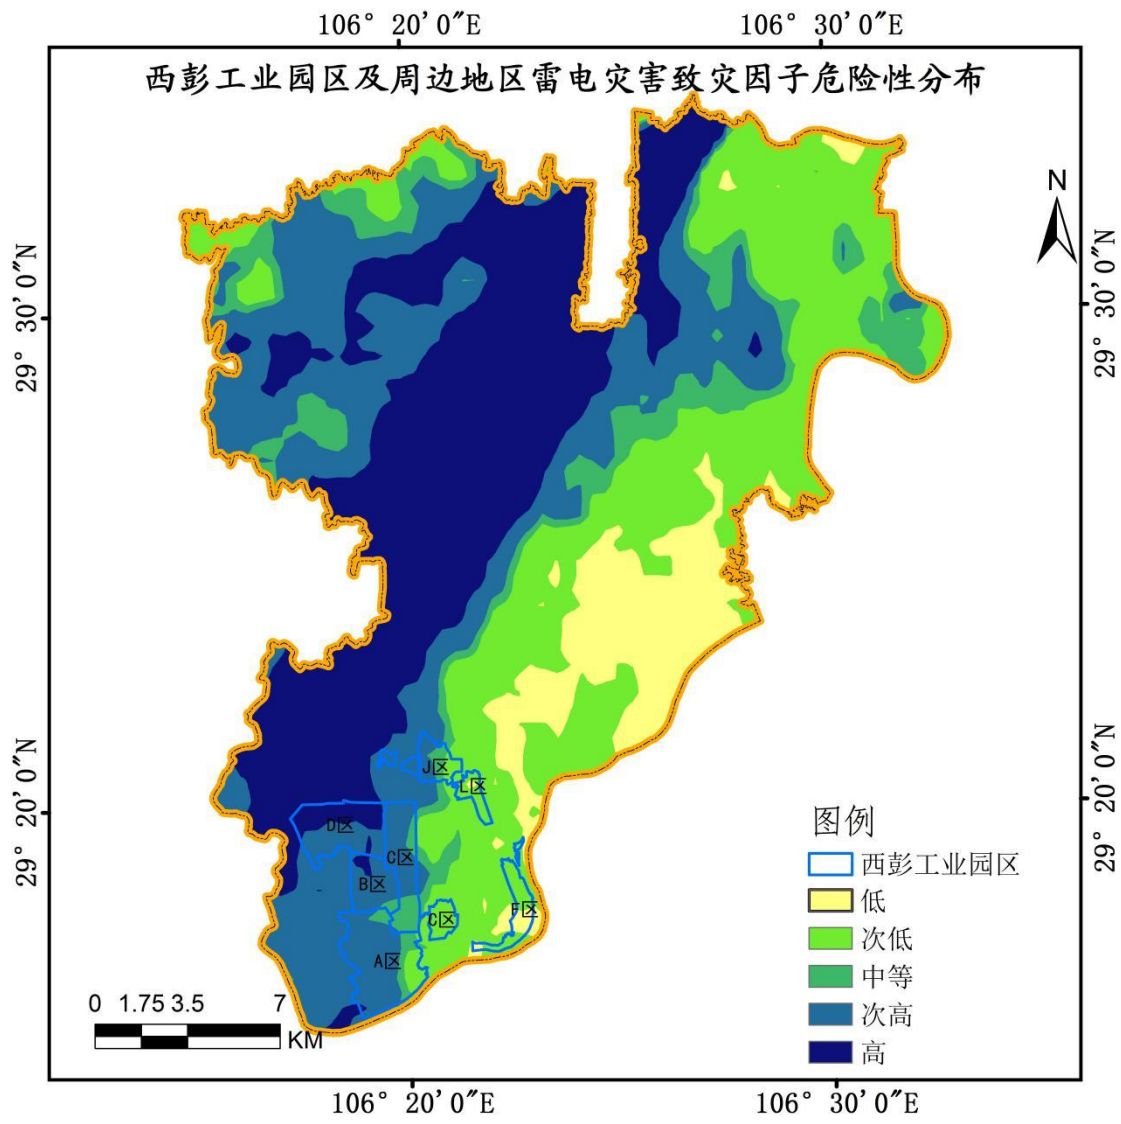 106° 20′ 0″E
106° 30′ 0″E
西彭工业园区及周边地区雷电灾害致灾因子危险性分布
N
29° 30′ 0″N
29° 30′ 0″N
29° 20′ 0″N
29° 20′ 0″N
J区
L区
D区
C区
B区
C区
F区
A区
图例
西彭工业园区
低
次低
中等
次高
高
0 1.75 3.5 7
KM
106° 20′ 0″E
106° 30′ 0″E